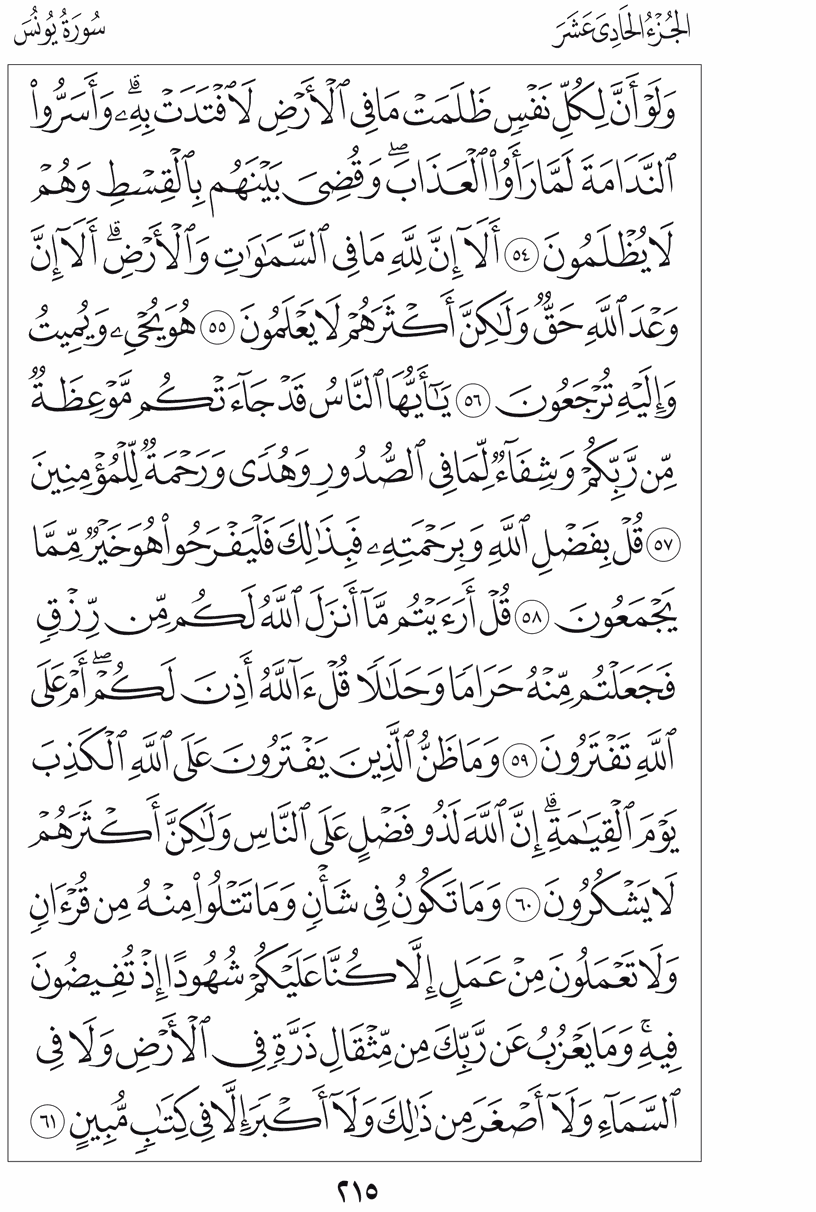 الجُزْءُ الحَادِى عَشَرَ
سُورَةُ يُونُسَ
وَلَوْ أَنَّ لِكُلِّ نَفْسٍ ظَلَمَتْ مَا فِى ٱلْأَرْضِ لَٱفْتَدَتْ بِهِۦۗ وَأَسَرُّوا۟
ٱلنَّدَامَةَ لَمَّا رَأَوُا۟ ٱلْعَذَابَۖ وَقُضِىَ بَيْنَهُم بِٱلْقِسْطِ وَهُمْ
لَا يُظْلَمُونَ ٥٤ أَلَآ إِنَّ لِلَّهِ مَا فِى ٱلسَّمَٰوَٰتِ وَٱلْأَرْضِۗ أَلَآ إِنَّ
وَعْدَ ٱللَّهِ حَقٌّ وَلَٰكِنَّ أَكْثَرَهُمْ لَا يَعْلَمُونَ ٥٥ هُوَ يُحْىِۦ وَيُمِيتُ
وَإِلَيْهِ تُرْجَعُونَ ٥٦ يَٰٓأَيُّهَا ٱلنَّاسُ قَدْ جَآءَتْكُم مَّوْعِظَةٌ
مِّن رَّبِّكُمْ وَشِفَآءٌ لِّمَا فِى ٱلصُّدُورِ وَهُدًى وَرَحْمَةٌ لِّلْمُؤْمِنِينَ
٥٧ قُلْ بِفَضْلِ ٱللَّهِ وَبِرَحْمَتِهِۦ فَبِذَٰلِكَ فَلْيَفْرَحُوا۟ هُوَ خَيْرٌ مِّمَّا
يَجْمَعُونَ ٥٨ قُلْ أَرَءَيْتُم مَّآ أَنزَلَ ٱللَّهُ لَكُم مِّن رِّزْقٍ
فَجَعَلْتُم مِّنْهُ حَرَامًا وَحَلَٰلًا قُلْ ءَآللَّهُ أَذِنَ لَكُمْۖ أَمْ عَلَى
ٱللَّهِ تَفْتَرُونَ ٥٩ وَمَا ظَنُّ ٱلَّذِينَ يَفْتَرُونَ عَلَى ٱللَّهِ ٱلْكَذِبَ
يَوْمَ ٱلْقِيَٰمَةِۗ إِنَّ ٱللَّهَ لَذُو فَضْلٍ عَلَى ٱلنَّاسِ وَلَٰكِنَّ أَكْثَرَهُمْ
لَا يَشْكُرُونَ ٦٠ وَمَا تَكُونُ فِى شَأْنٍ وَمَا تَتْلُوا۟ مِنْهُ مِن قُرْءَانٍ
وَلَا تَعْمَلُونَ مِنْ عَمَلٍ إِلَّا كُنَّا عَلَيْكُمْ شُهُودًا إِذْ تُفِيضُونَ
فِيهِۚ وَمَا يَعْزُبُ عَن رَّبِّكَ مِن مِّثْقَالِ ذَرَّةٍ فِى ٱلْأَرْضِ وَلَا فِى
ٱلسَّمَآءِ وَلَآ أَصْغَرَ مِن ذَٰلِكَ وَلَآ أَكْبَرَ إِلَّا فِى كِتَٰبٍ مُّبِينٍ ٦١
٢١٥